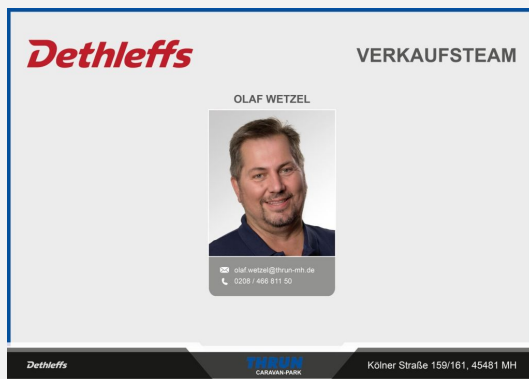 Dethleffs
VERKAUFSTEAM
OLAF WETZEL
olaf.wetzel@thrun-mh.de
0208 / 466 811 50
Dethleffs
THRUN
CARAVAN-PARK
Kölner Straße 159/161, 45481 MH